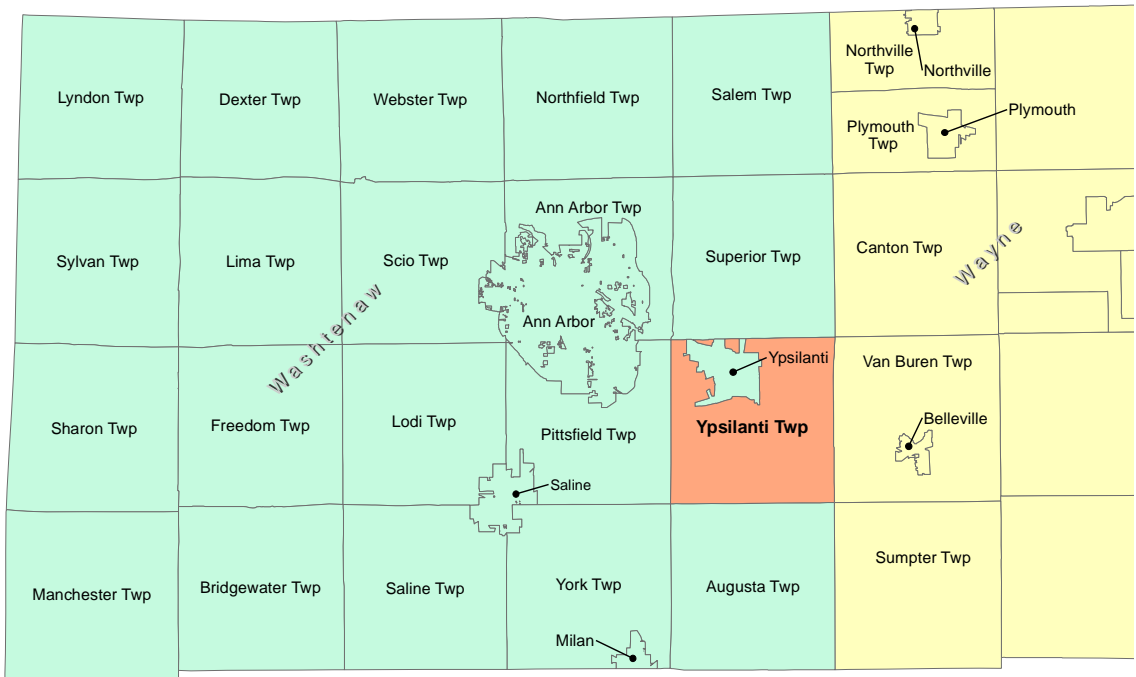 Northville
Twp
Northville
Lyndon Twp
Dexter Twp
Webster Twp
Northfield Twp
Salem Twp
Plymouth
Plymouth
Twp
Ann Arbor Twp
Sylvan Twp
Lima Twp
Scio Twp
Superior Twp
Canton Twp
Wayne
Washtenaw
Ann Arbor
Ypsilanti
Van Buren Twp
Sharon Twp
Freedom Twp
Lodi Twp
Pittsfield Twp
Ypsilanti Twp
Belleville
Saline
Manchester Twp
Bridgewater Twp
Saline Twp
York Twp
Augusta Twp
Sumpter Twp
Milan